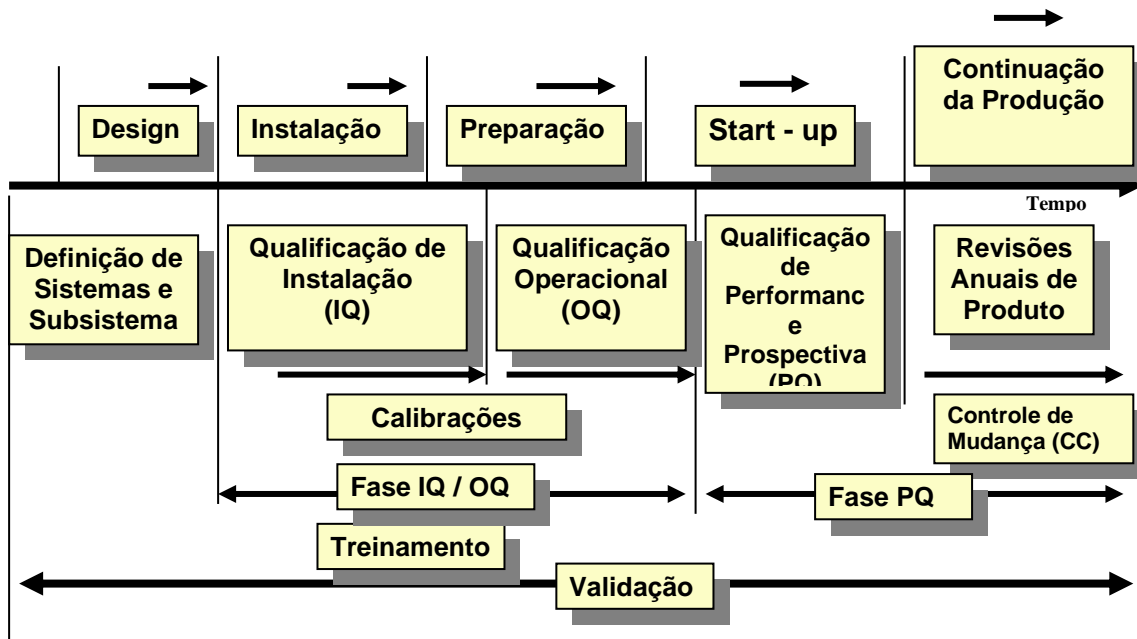 Continuação
da Produção
Design
Instalação
Preparação
Start - up
Tempo
Definição de
Sistemas e
Subsistema
Qualificação de
Instalação
(IQ)
Qualificação
Operacional
(OQ)
Qualificação
de
Performanc
e
Prospectiva
(PQ)
Revisões
Anuais de
Produto
Calibrações
Controle de
Mudança (CC)
Fase IQ / OQ
Fase PQ
Treinamento
Validação